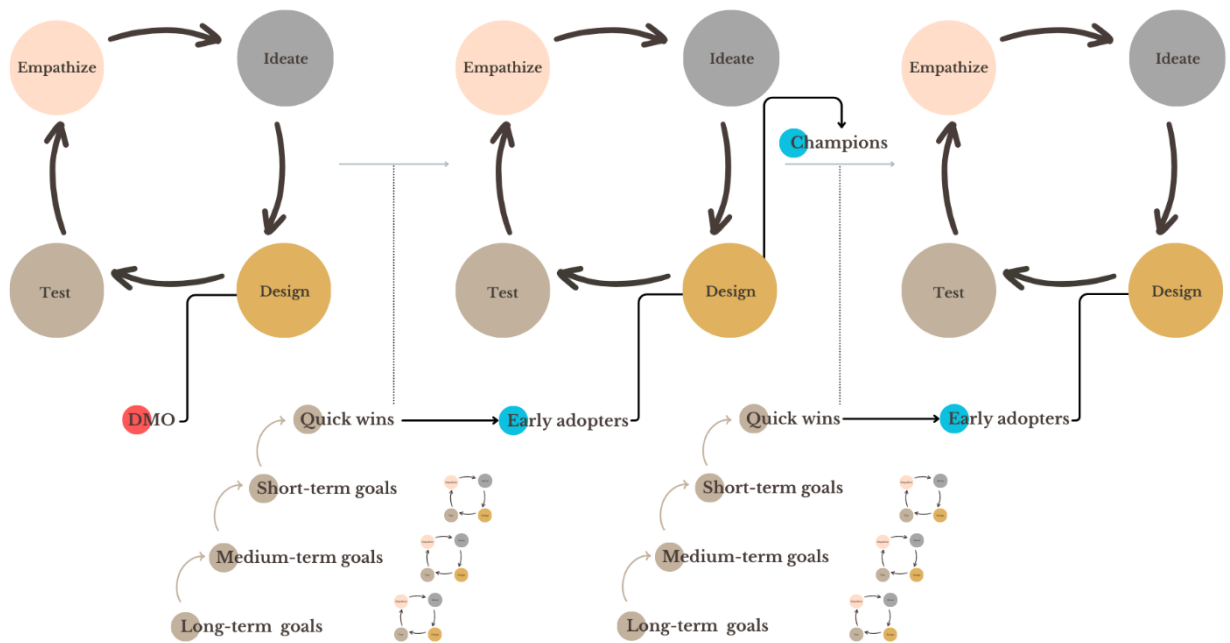 Empathize
Ideate
Test
Design
Empathize
Ideate
Test
Design
Champions
Empathize
Ideate
Test
Design
DMO
Quick wins
Early adopters
Quick wins
Early adopters
Short-term goals
Short-term goals
Medium-term goals
Medium-term goals
Long-term goals
Long-term goals